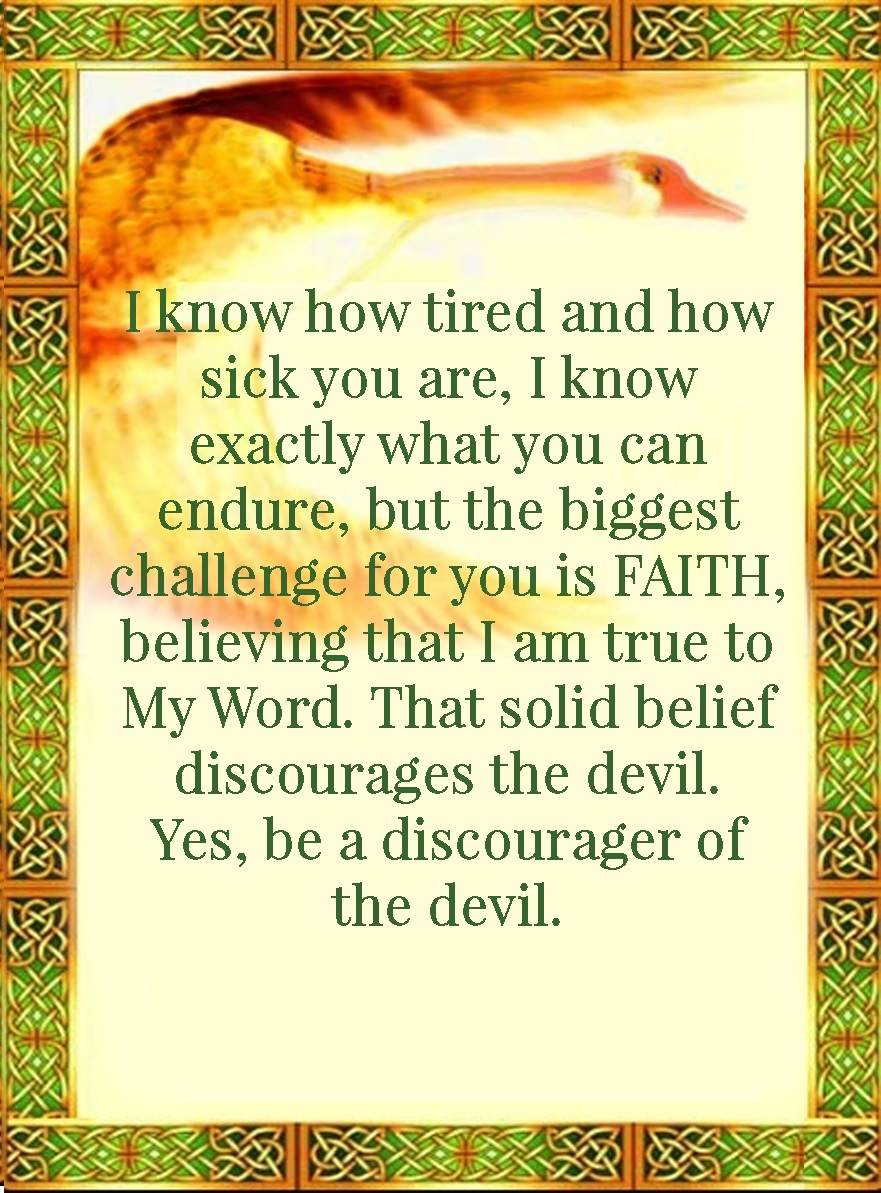 I know how tired and how
sick you are, I know
exactly what you can
endure, but the biggest
challenge for you is FAITH,
believing that I am true to
My Word. That solid belief
discourages the devil.
Yes, be a discourager of
the devil.